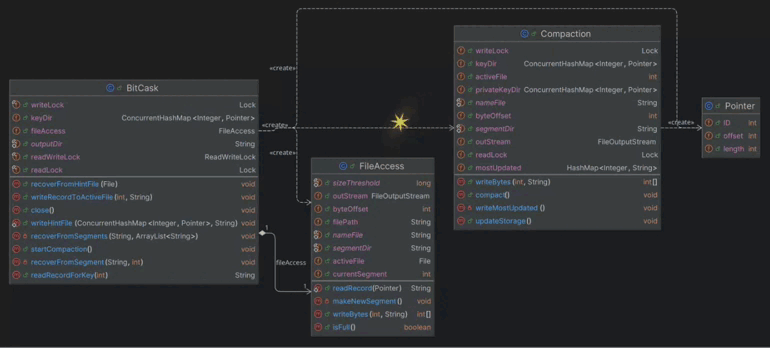 Compaction
writeLock Lock
keyDir ConcurrentHashMap <Integer, Pointer>
activeFile int
privateKeyDir ConcurrentHashMap <Integer, Pointer>
nameFile String
byteOffset int
segmentDir String
outStream FileOutputStream
readLock Lock
mostUpdated HashMap<Integer, String>
writeBytes(int, String) int[]
compact() void
writeMostUpdated () void
updateStorage() void
«create»
«create»
«create»
«create»
BitCask
writeLock Lock
keyDir ConcurrentHashMap <Integer, Pointer>
fileAccess FileAccess
outputDir String
readWriteLock ReadWriteLock
readLock Lock
recoverFromHintFile (File) void
writeRecordToActiveFile(int, String) void
close() void
writeHintFile (ConcurrentHashMap <Integer, Pointer>, String) void
recoverFromSegments(String, ArrayList<String>) void
startCompaction() void
recoverFromSegment(String, int) void
readRecordForKey(int) String
1
fileAccess
1
FileAccess
sizeThreshold long
outStream FileOutputStream
byteOffset int
filePath String
nameFile String
segmentDir String
activeFile File
currentSegment int
readRecord(Pointer) String
makeNewSegment () void
writeBytes(int, String) int[]
isFull() boolean
Pointer
ID int
offset int
length int